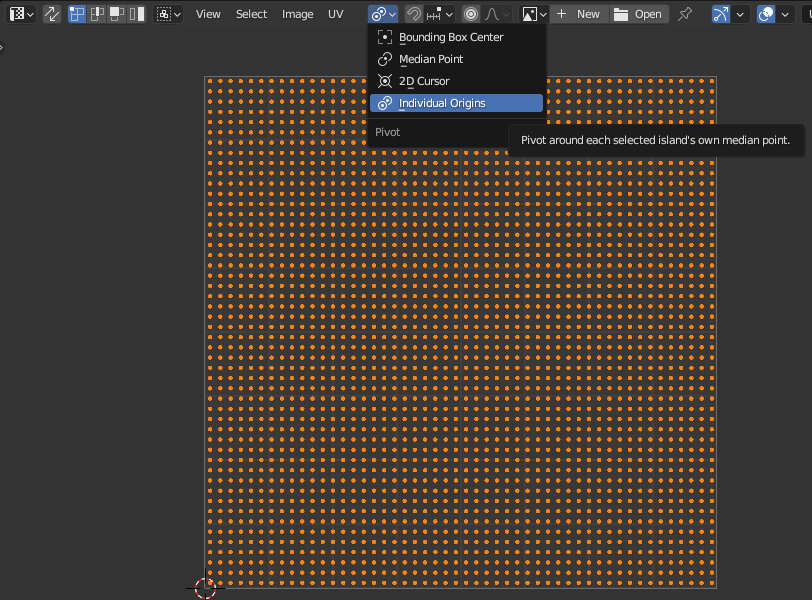 View Select Image UV New Open
Bounding Box Center
Median Point
2D Cursor
Individual Origins
Pivot
Pivot around each selected island's own median point.